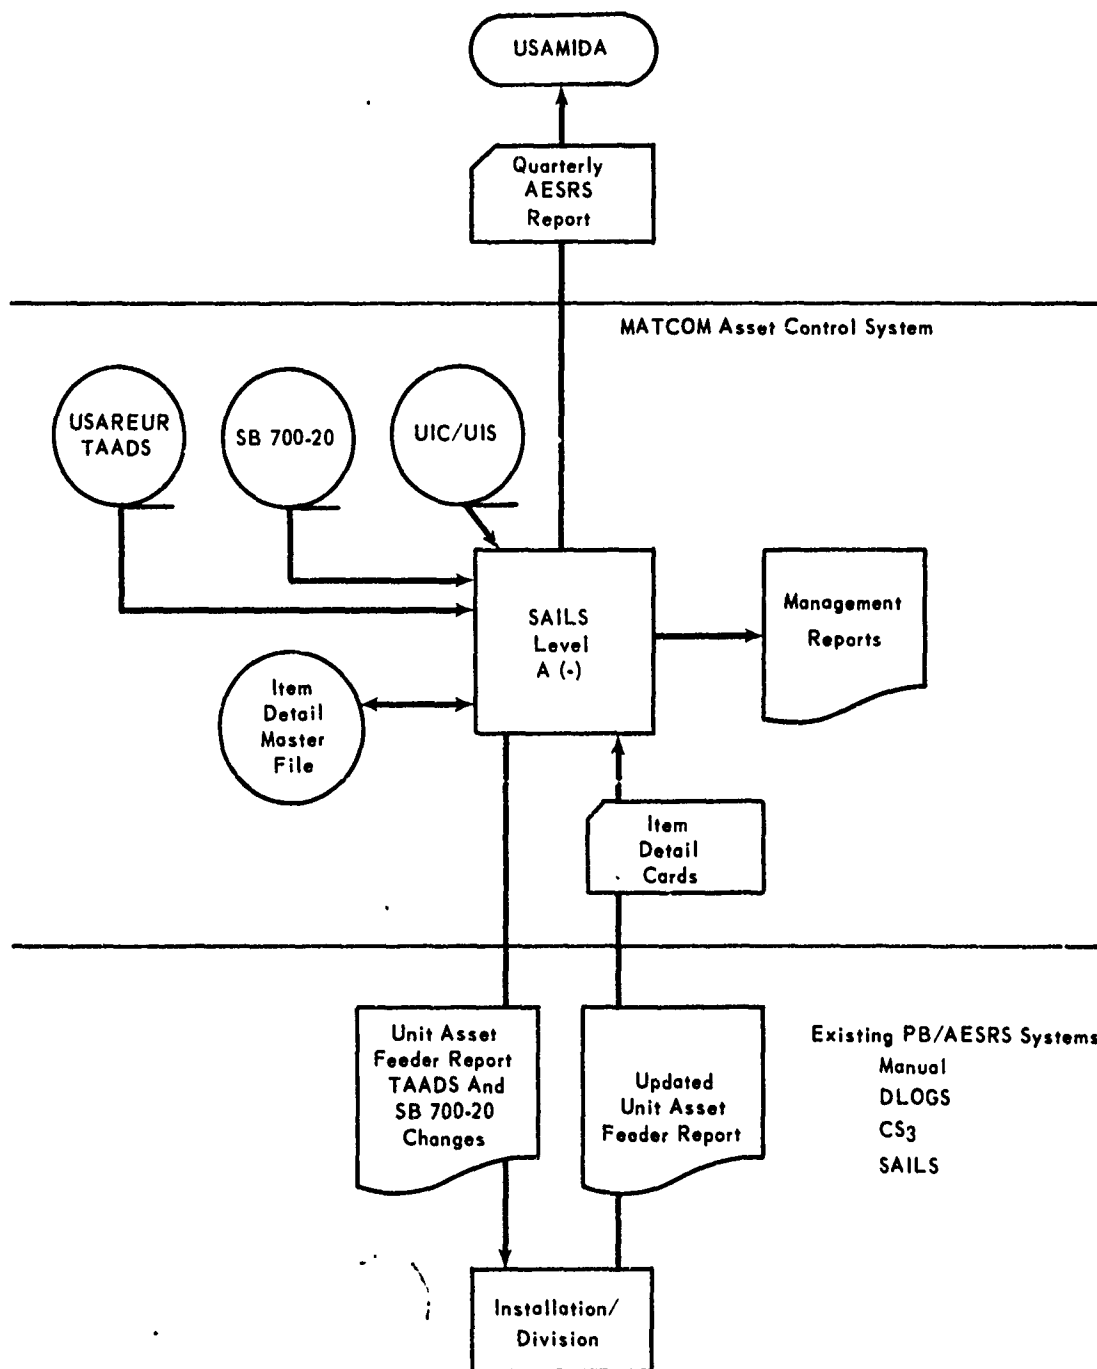 USAMIDA
Quarterly
AESRS
Report
MATCOM Asset Control System
USAREUR
TAADS
SB 700-20
UIC/UIS
SAILS
Level
A (-)
Management
Reports
Item
Detail
Master
File
Item
Detail
Cards
Unit Asset
Feeder Report
TAADS And
SB 700-20
Changes
Updated
Unit Asset
Feeder Report
Existing PB/AESRS Systems
Manual
DLOGS
CS3
SAILS
Installation/
Division